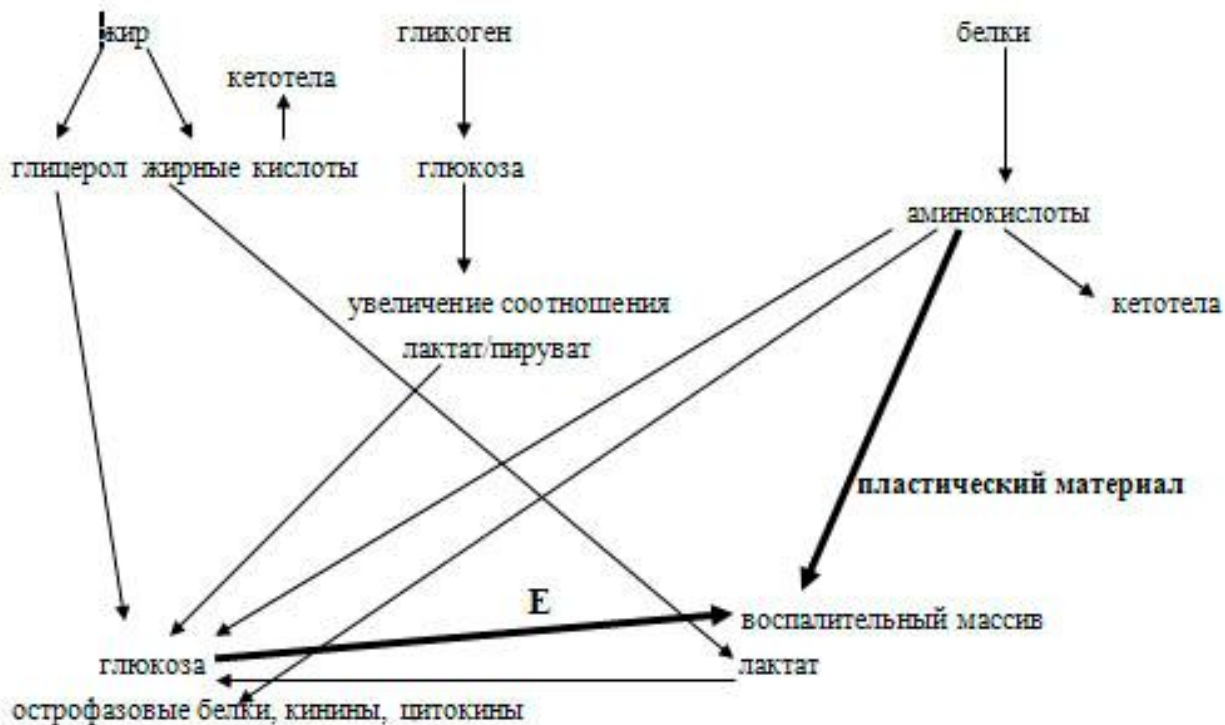 жир гликоген белки
кетотела
глицерол жирные кислоты глюкоза
аминокислоты
увеличение соотношения кетотела
лактат/пируват
пластический материал
Е
воспалительный массив
глюкоза лактат
острофазовые белки, кинины, цитокины